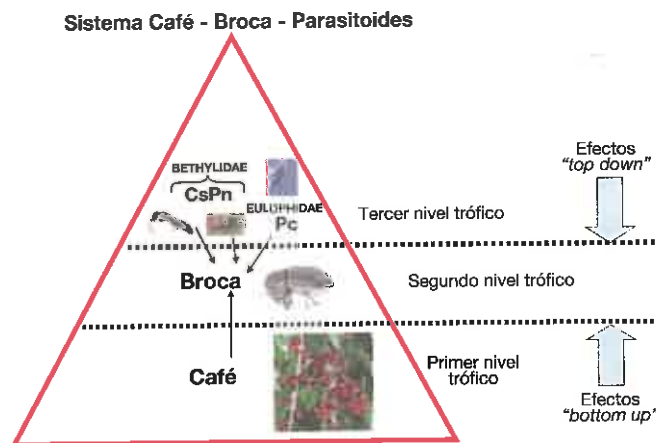 Sistema Café - Broca - Parasitoides
BETHYLIDAE
CsPn
EULOPHIDAE
Pc
Efectos
"top down"
Tercer nivel trófico
Broca
Segundo nivel trófico
Café
Primer nivel
trófico
Efectos
"bottom up"